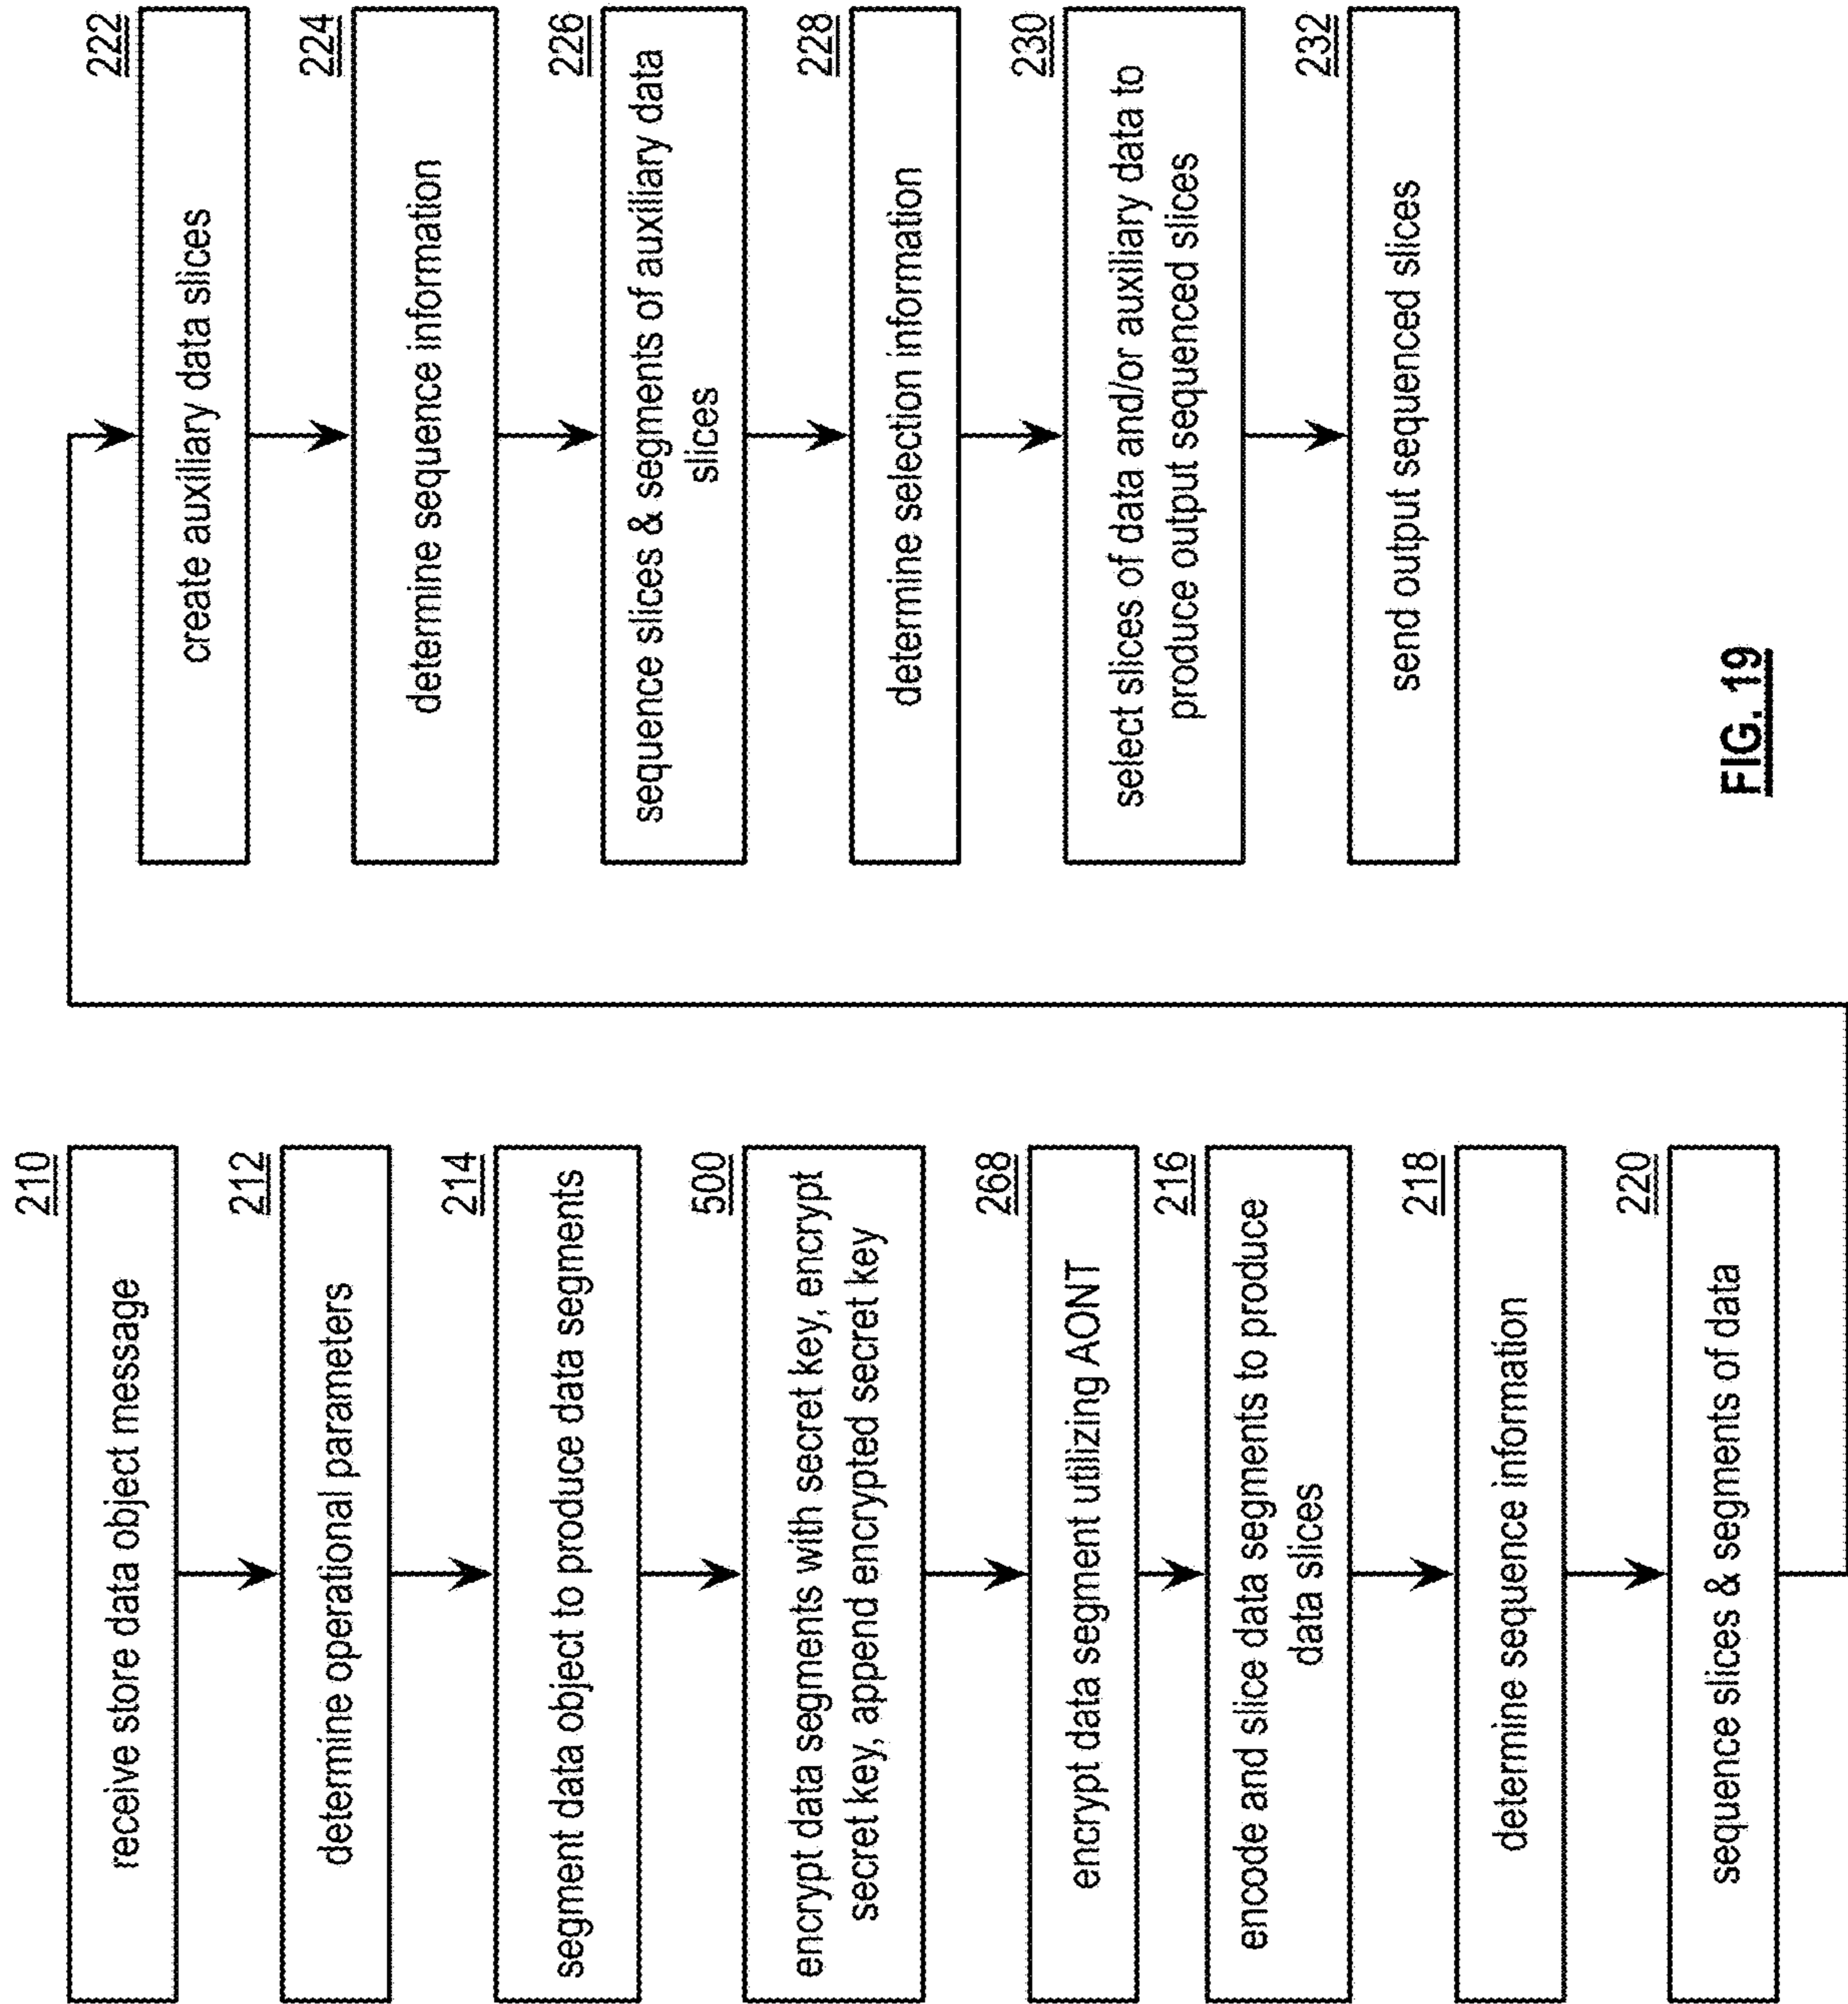 210
receive store data object message
212
determine operational parameters
214
segment data object to produce data segments
500
encrypt data segments with secret key, encrypt
secret key, append encrypted secret key
268
encrypt data segment utilizing AONT
216
encode and slice data segments to produce
data slices
218
determine sequence information
220
sequence slices & segments of data
222
create auxiliary data slices
224
determine sequence information
226
sequence slices & segments of auxiliary data
slices
228
determine selection information
230
select slices of data and/or auxiliary data to
produce output sequenced slices
232
send output sequenced slices
FIG. 19